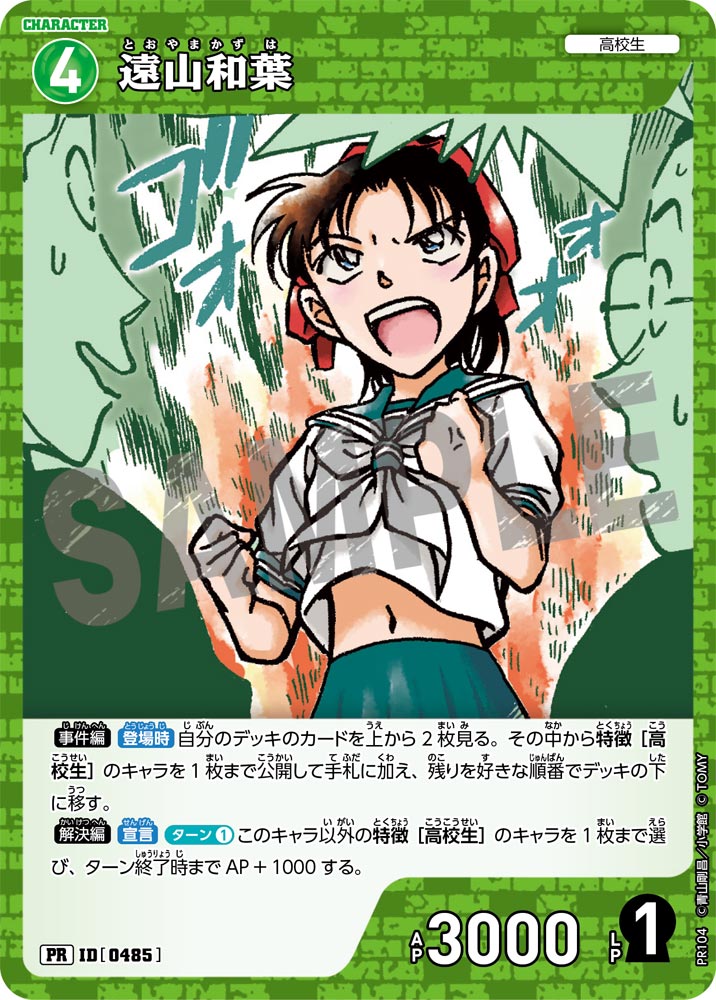 CHARACTER
4
とおやまかずは
遠山和葉
高校生
ゴオオ
オオ
SAMPLE
事件編 登場時 自分のデッキのカードを上から2枚見る。その中から特徴[高
校生]のキャラを1枚まで公開して手札に加え、残りを好きな順番でデッキの下
に移す。
解決編 宣言 ターン① このキャラ以外の特徴[高校生]のキャラを1枚まで選
び、ターン終了時までAP+1000する。
PR ID[0485]
AP 3000
LP 1
PR104 ©青山剛昌/小学館 ©TOMY